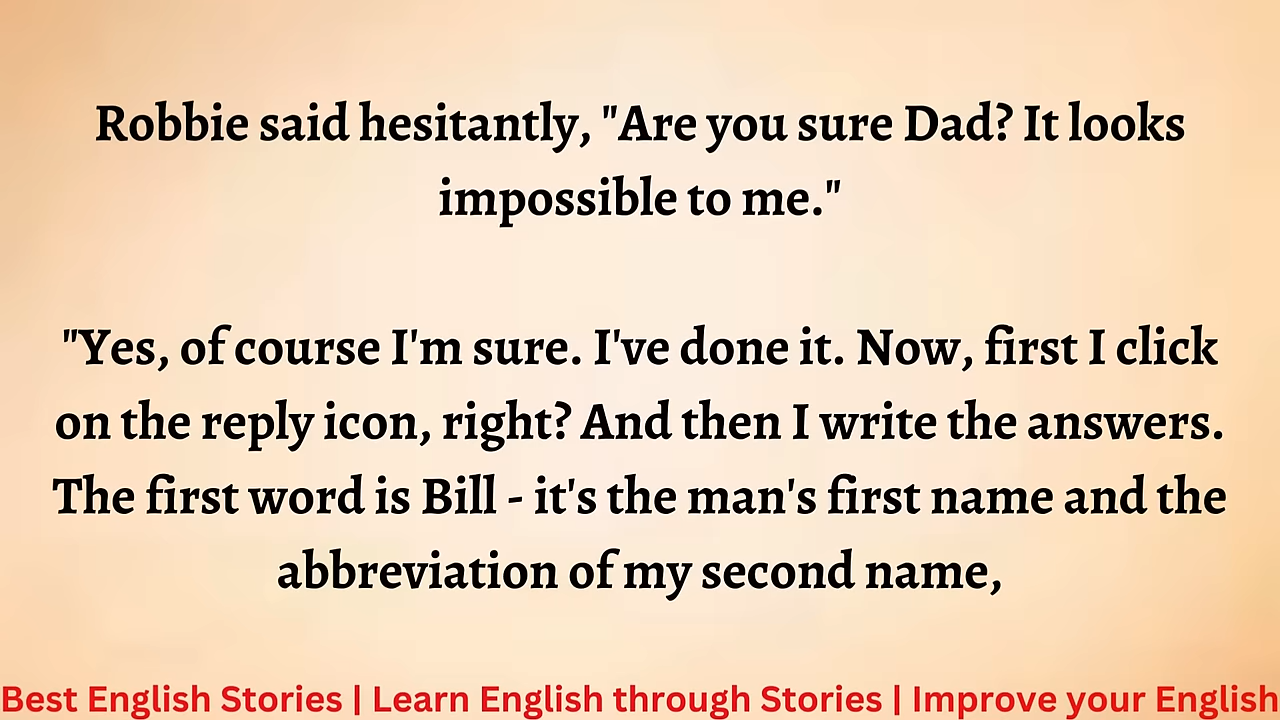 Robbie said hesitantly, "Are you sure Dad? It looks
impossible to me."
"Yes, of course I'm sure. I've done it. Now, first I click
on the reply icon, right? And then I write the answers.
The first word is Bill - it's the man's first name and the
abbreviation of my second name,
Best English Stories | Learn English through Stories | Improve your English